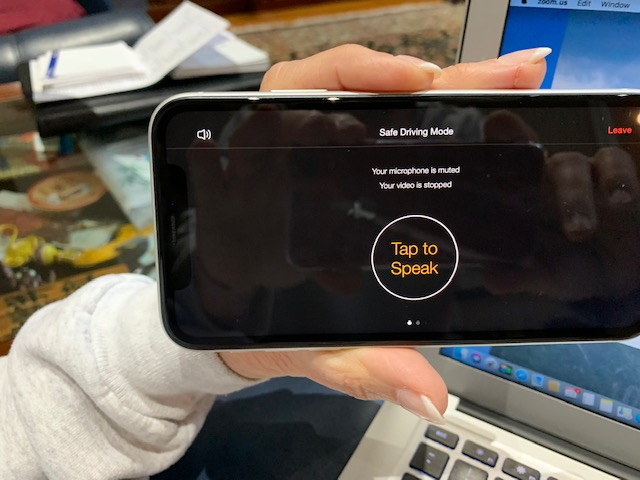 zoom.us Edit Window
Safe Driving Mode
Leave
Your microphone is muted
Your video is stopped
Tap to
Speak